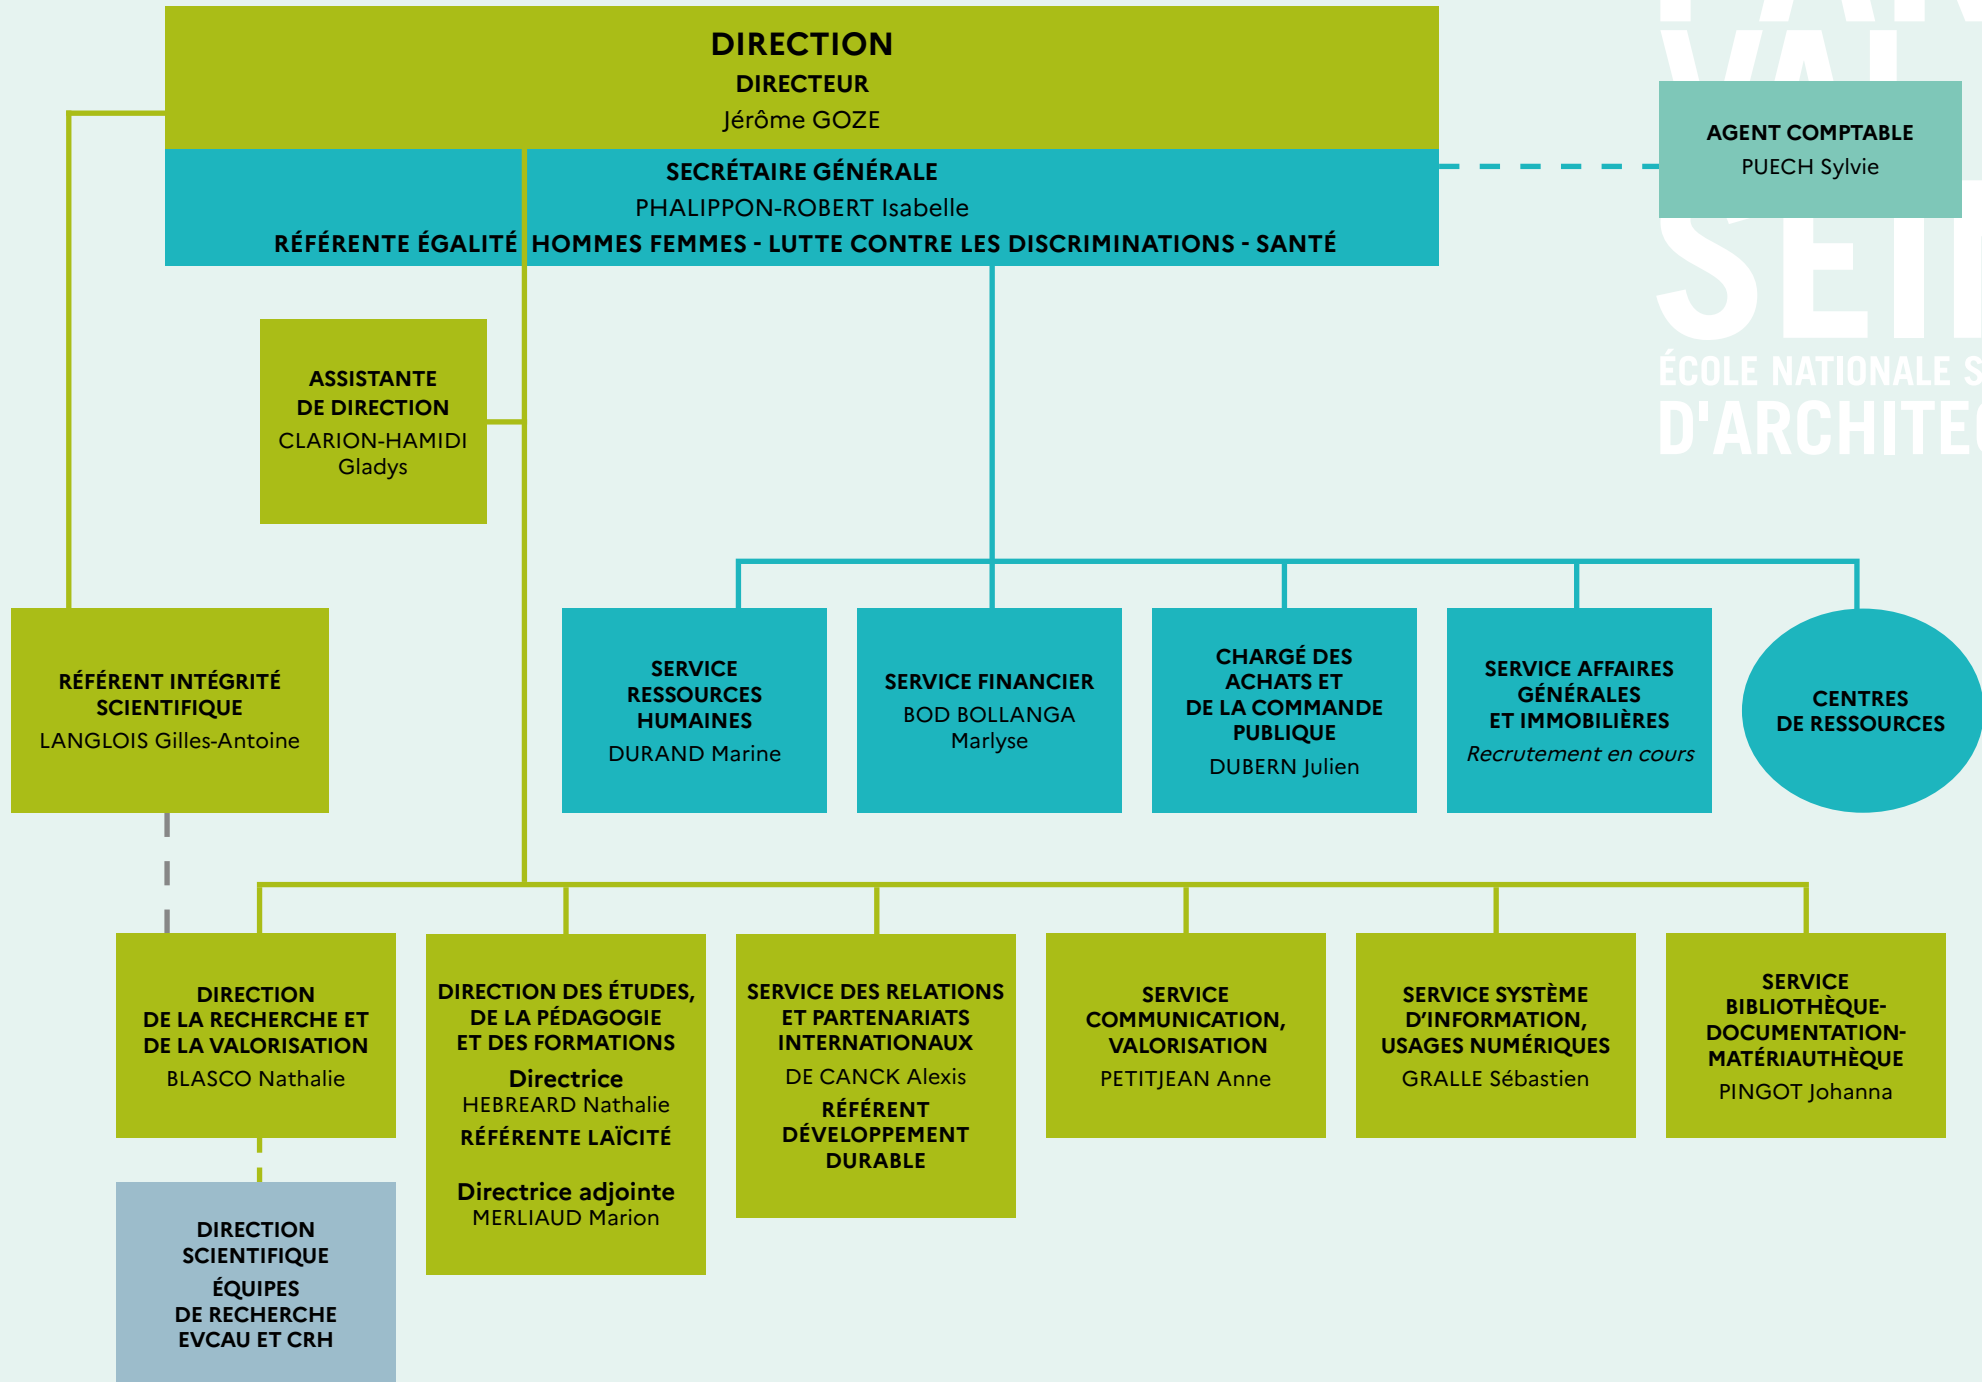 DIRECTION
DIRECTEUR
Jérôme GOZE
SECRÉTAIRE GÉNÉRALE
PHALIPPON-ROBERT Isabelle
RÉFÉRENTE ÉGALITÉ HOMMES FEMMES - LUTTE CONTRE LES DISCRIMINATIONS - SANTÉ
VAL
AGENT COMPTABLE
PUECH Sylvie
ÉCOLE NATIONALE
ASSISTANTE
DE DIRECTION
CLARION-HAMIDI
Gladys
RÉFÉRENT INTÉGRITÉ
SCIENTIFIQUE
LANGLOIS Gilles-Antoine
SERVICE
RESSOURCES
HUMAINES
DURAND Marine
SERVICE FINANCIER
BOD BOLLANGA
Marlyse
CHARGÉ DES
ACHATS ET
DE LA COMMANDE
PUBLIQUE
DUBERN Julien
SERVICE AFFAIRES
GÉNÉRALES
ET IMMOBILIÈRES
Recrutement en cours
CENTRES
DE RESSOURCES
DIRECTION
DE LA RECHERCHE ET
DE LA VALORISATION
BLASCO Nathalie
DIRECTION DES ÉTUDES,
DE LA PÉDAGOGIE
ET DES FORMATIONS
Directrice
HEBREARD Nathalie
RÉFÉRENTE LAÏCITÉ
Directrice adjointe
MERLIAUD Marion
SERVICE DES RELATIONS
ET PARTENARIATS
INTERNATIONAUX
DE CANCK Alexis
RÉFÉRENT
DÉVELOPPEMENT
DURABLE
SERVICE
COMMUNICATION,
VALORISATION
PETITJEAN Anne
SERVICE SYSTÈME
D'INFORMATION,
USAGES NUMÉRIQUES
GRALLE Sébastien
SERVICE
BIBLIOTHÈQUE-
DOCUMENTATION-
MATÉRIAUTHÈQUE
PINGOT Johanna
DIRECTION
SCIENTIFIQUE
ÉQUIPES
DE RECHERCHE
EVCAU ET CRH